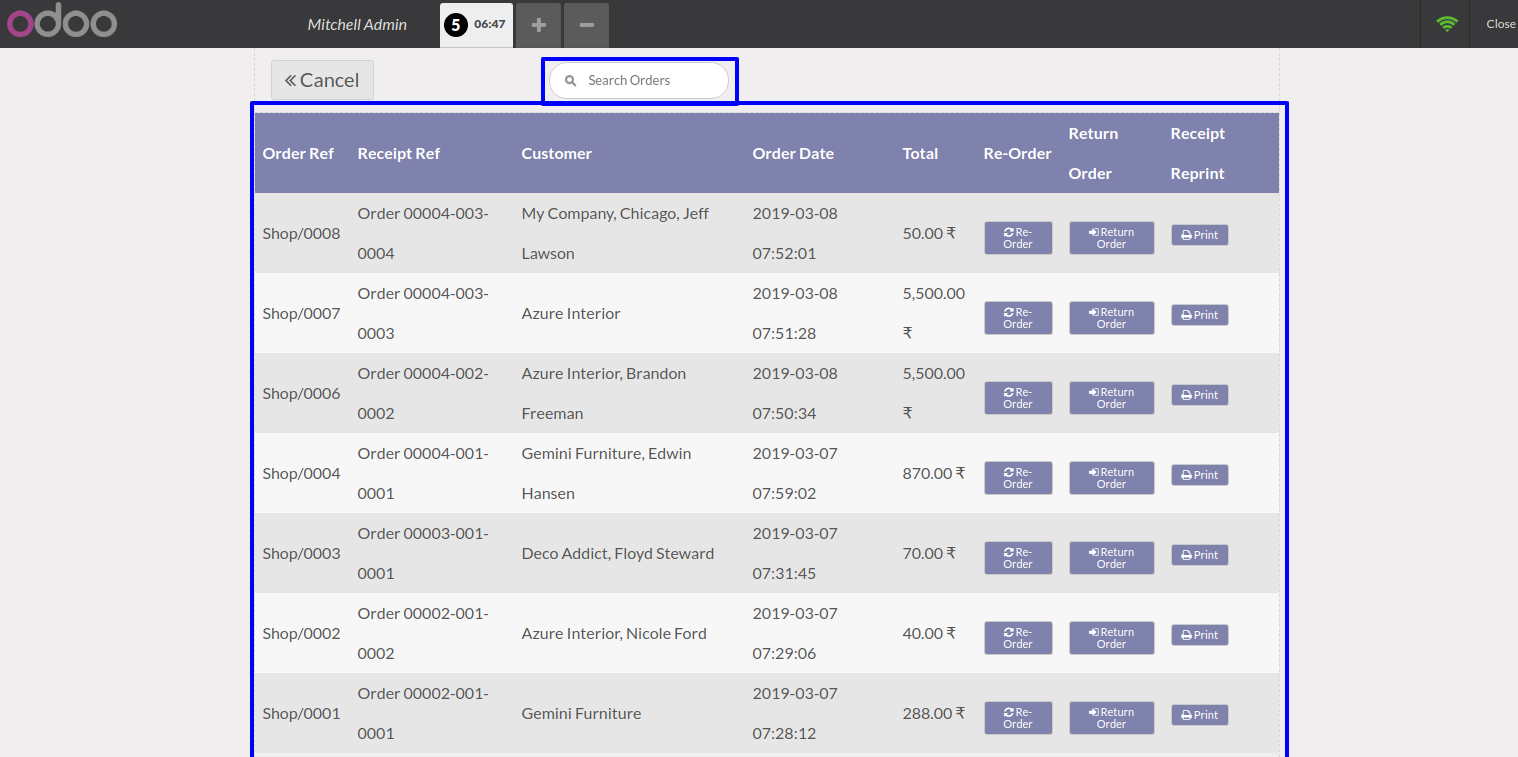 odoo
Mitchell Admin
5 06:47
+
−
Close
Cancel
Search Orders
Order Ref Receipt Ref Customer Order Date Total Re-Order Return Order Receipt Reprint
Shop/0008 Order 00004-003-0004 My Company, Chicago, Jeff Lawson 2019-03-08 07:52:01 50.00 ₹ Re-Order Return Order Print
Shop/0007 Order 00004-003-0003 Azure Interior 2019-03-08 07:51:28 5,500.00 ₹ Re-Order Return Order Print
Shop/0006 Order 00004-002-0002 Azure Interior, Brandon Freeman 2019-03-08 07:50:34 5,500.00 ₹ Re-Order Return Order Print
Shop/0004 Order 00004-001-0001 Gemini Furniture, Edwin Hansen 2019-03-07 07:59:02 870.00 ₹ Re-Order Return Order Print
Shop/0003 Order 00003-001-0001 Deco Addict, Floyd Steward 2019-03-07 07:31:45 70.00 ₹ Re-Order Return Order Print
Shop/0002 Order 00002-001-0002 Azure Interior, Nicole Ford 2019-03-07 07:29:06 40.00 ₹ Re-Order Return Order Print
Shop/0001 Order 00002-001-0001 Gemini Furniture 2019-03-07 07:28:12 288.00 ₹ Re-Order Return Order Print